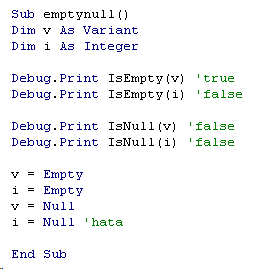 Sub emptynull()
Dim v As Variant
Dim i As Integer
Debug.Print IsEmpty(v) 'true
Debug.Print IsEmpty(i) 'false
Debug.Print IsNull(v) 'false
Debug.Print IsNull(i) 'false
v = Empty
i = Empty
v = Null
i = Null 'hata
End Sub